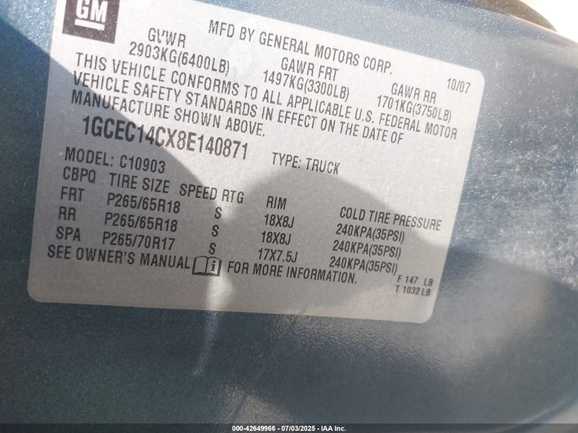 GM
MFD BY GENERAL MOTORS CORP.
GVWR GAWR FRT GAWR RR 10/07
2903KG(6400LB) 1497KG(3300LB) 1701KG(3750LB)
THIS VEHICLE CONFORMS TO ALL APPLICABLE U.S. FEDERAL MOTOR
VEHICLE SAFETY STANDARDS IN EFFECT ON THE DATE OF
MANUFACTURE SHOWN ABOVE.
1GCEC14CX8E140871 TYPE: TRUCK
MODEL: C10903
CBPQ TIRE SIZE SPEED RTG RIM COLD TIRE PRESSURE
FRT P265/65R18 S 18X8J 240KPA(35PSI)
RR P265/65R18 S 18X8J 240KPA(35PSI)
SPA P265/70R17 S 17X7.5J 240KPA(35PSI)
SEE OWNER'S MANUAL i FOR MORE INFORMATION.
F 147 LB
T 1032 LB
000-42649966 - 07/03/2025 - IAA Inc.